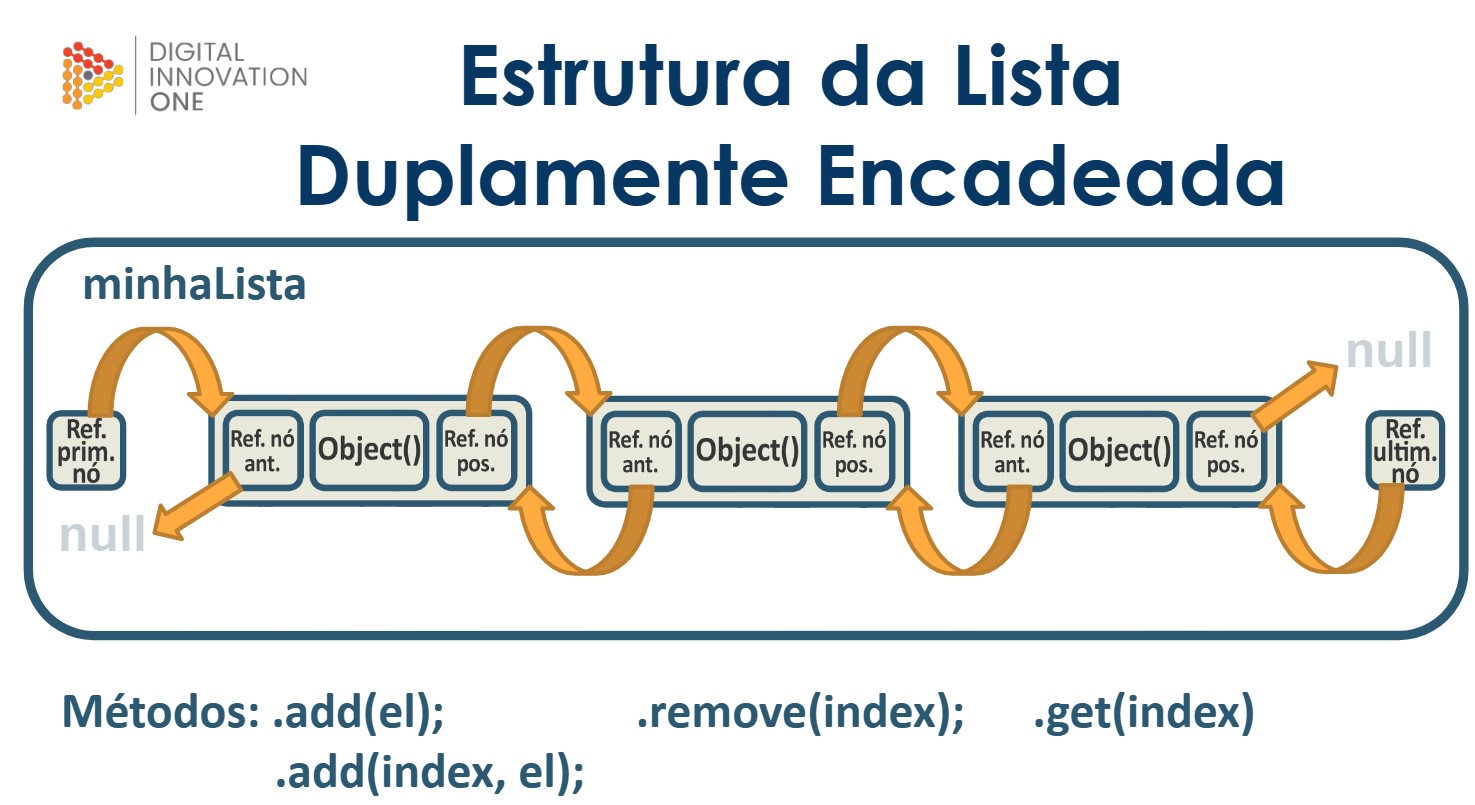 DIGITAL
INNOVATION
ONE
Estrutura da Lista
Duplamente Encadeada
minhaLista
null
Ref.
prim.
nó
Ref. nó
ant.
Object()
Ref. nó
pos.
Ref. nó
ant.
Object()
Ref. nó
pos.
Ref. nó
ant.
Object()
Ref. nó
pos.
Ref.
ultim.
nó
null
Métodos: .add(el); .remove(index); .get(index)
.add(index, el);